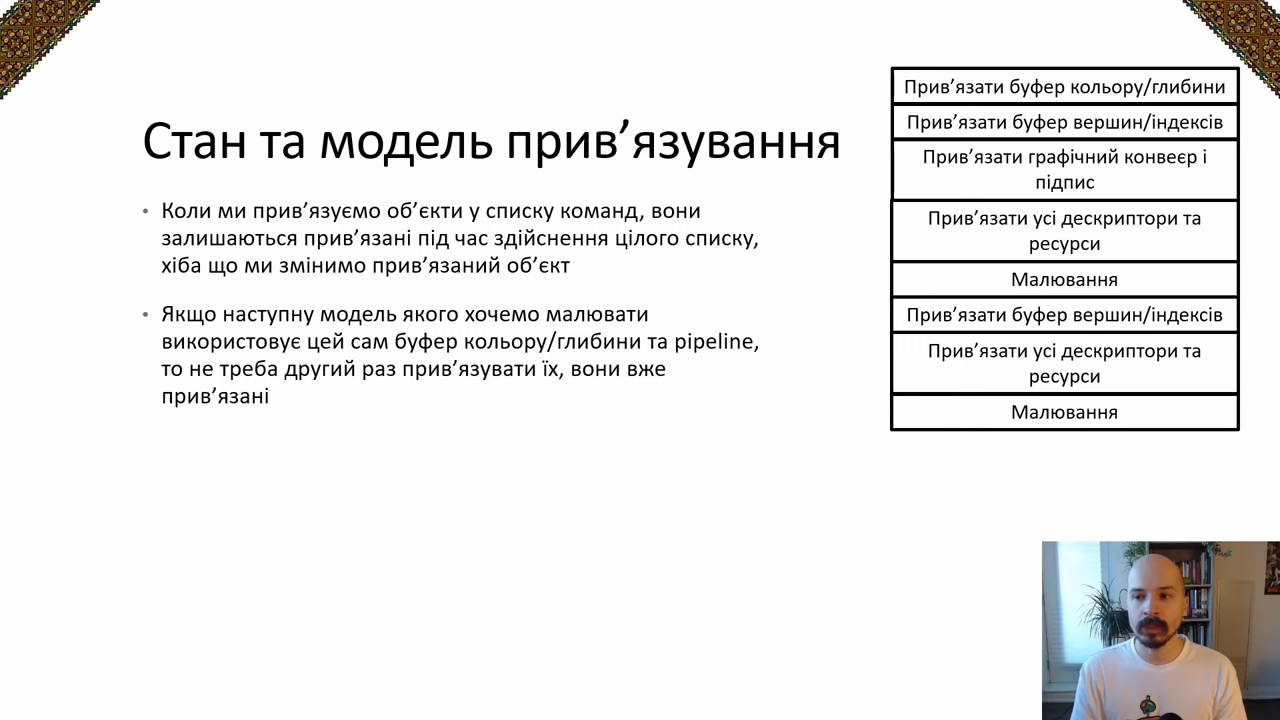 Стан та модель прив’язування
• Коли ми прив’язуємо об’єкти у списку команд, вони
залишаються прив’язані під час здійснення цілого списку,
хіба що ми змінимо прив’язаний об’єкт
• Якщо наступну модель якого хочемо малювати
використовує цей сам буфер кольору/глибини та pipeline,
то не треба другий раз прив’язувати їх, вони вже
прив’язані
Прив’язати буфер кольору/глибини
Прив’язати буфер вершин/індексів
Прив’язати графічний конвеєр і
підпис
Прив’язати усі дескриптори та
ресурси
Малювання
Прив’язати буфер вершин/індексів
Прив’язати усі дескриптори та
ресурси
Малювання